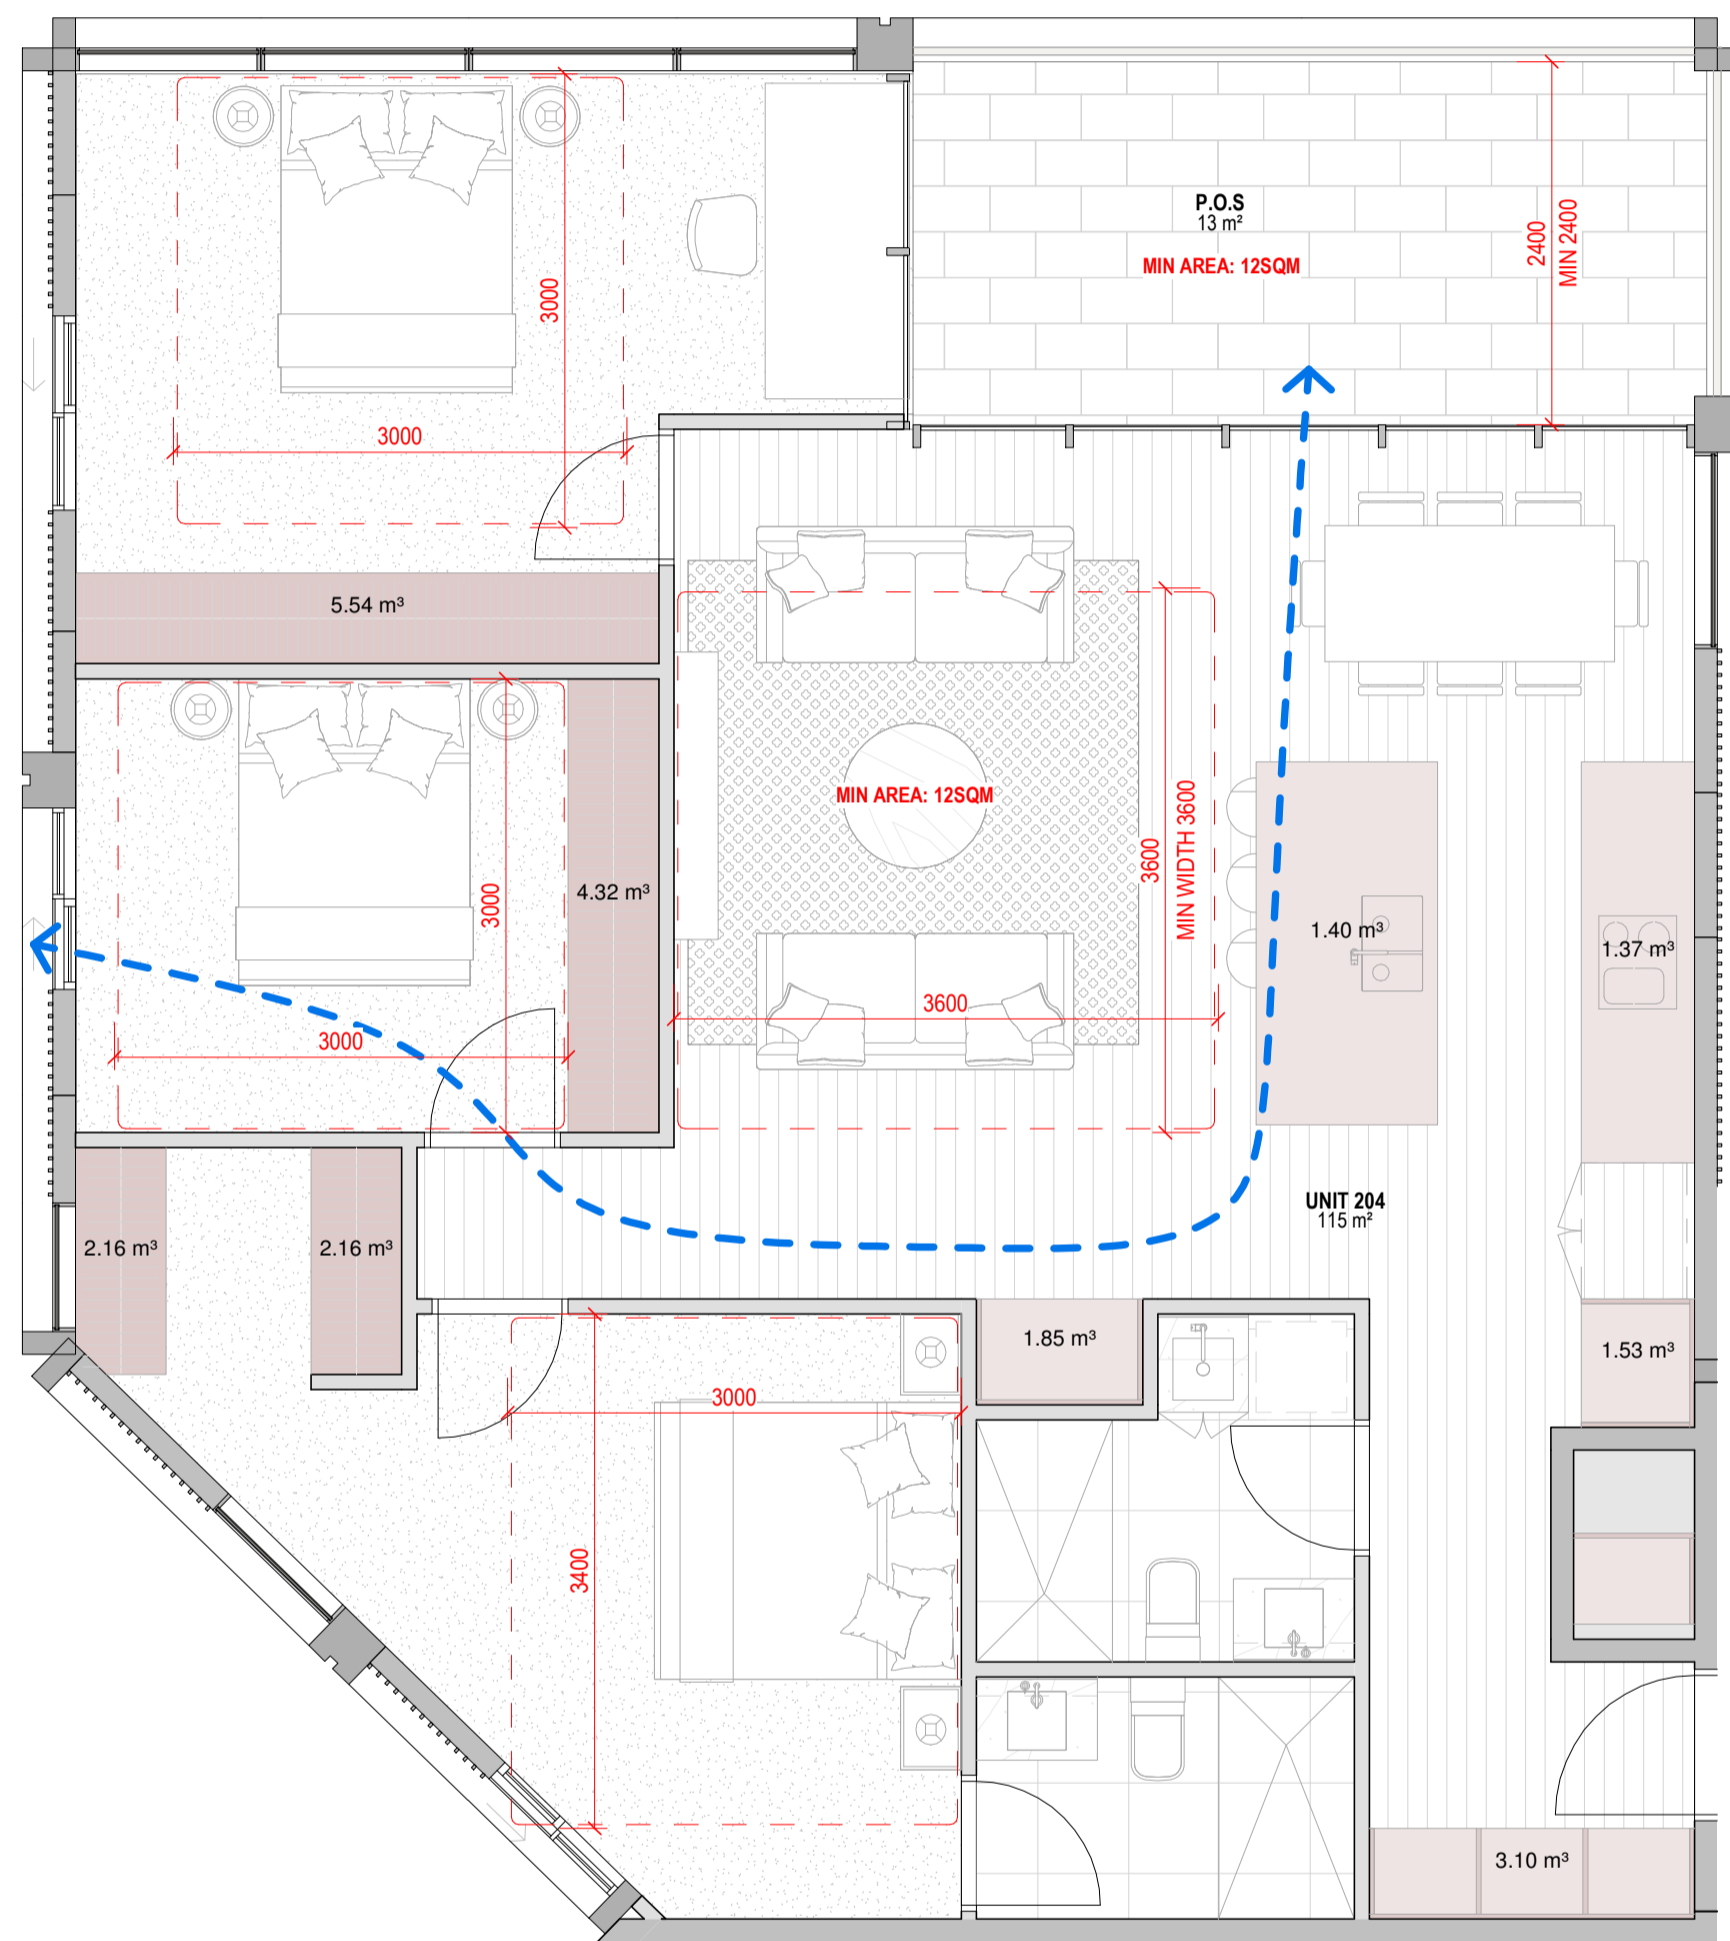 P.O.S
13 m²
MIN AREA: 12SQM
2400
MIN 2400
3000
3000
5.54 m³
3000
4.32 m³
3000
MIN AREA: 12SQM
3600
MIN WIDTH 3600
3600
1.40 m³
1.37 m³
UNIT 204
115 m²
2.16 m³
2.16 m³
1.85 m³
1.53 m³
3000
3400
3.10 m³